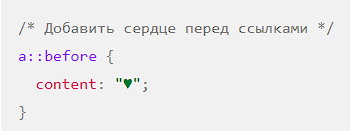 /* Добавить сердце перед ссылками */
a::before {
  content: "♥";
}